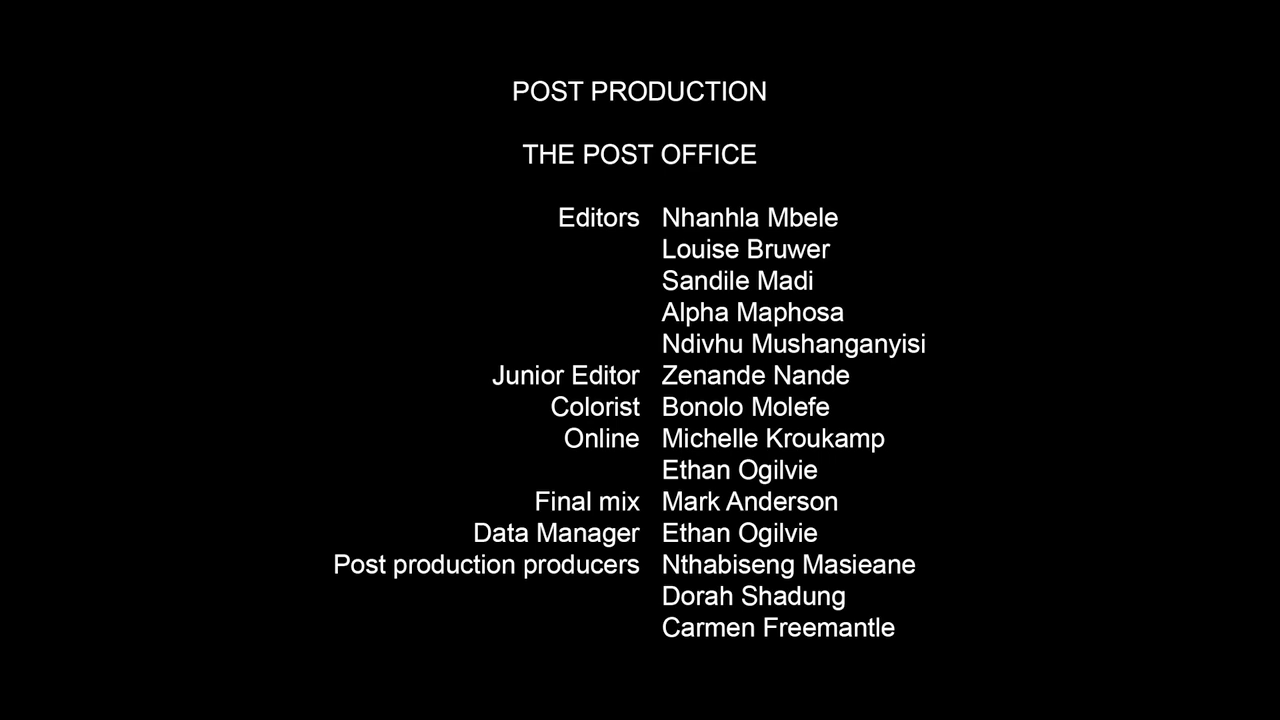 POST PRODUCTION
THE POST OFFICE
Editors Nhanhla Mbele
Louise Bruwer
Sandile Madi
Alpha Maphosa
Ndivhu Mushanganyisi
Junior Editor Zenande Nande
Colorist Bonolo Molefe
Online Michelle Kroukamp
Ethan Ogilvie
Final mix Mark Anderson
Data Manager Ethan Ogilvie
Post production producers Nthabiseng Masieane
Dorah Shadung
Carmen Freemantle